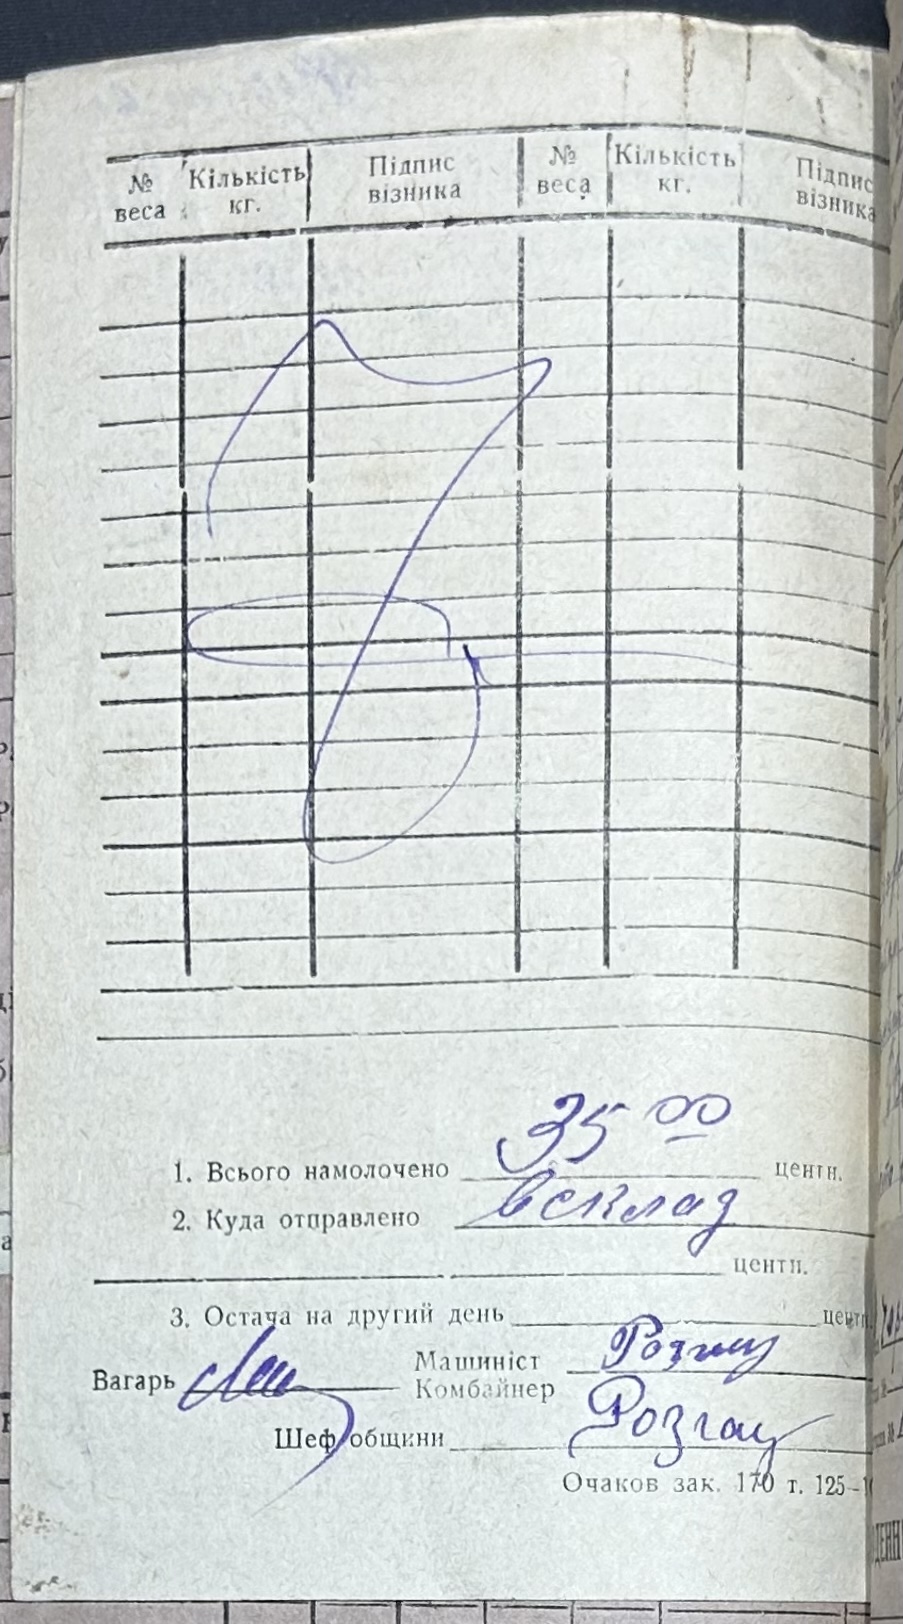 № веса Кількість кг. Підпис візника № веса Кількість кг. Підпис візника
35 00
1. Всього намолочено центн.
2. Куда отправлено в склад
центн.
3. Остача на другий день центн.
Вагарь Машиніст
Комбайнер
Шеф общини
Очаков зак. 170 т. 125-